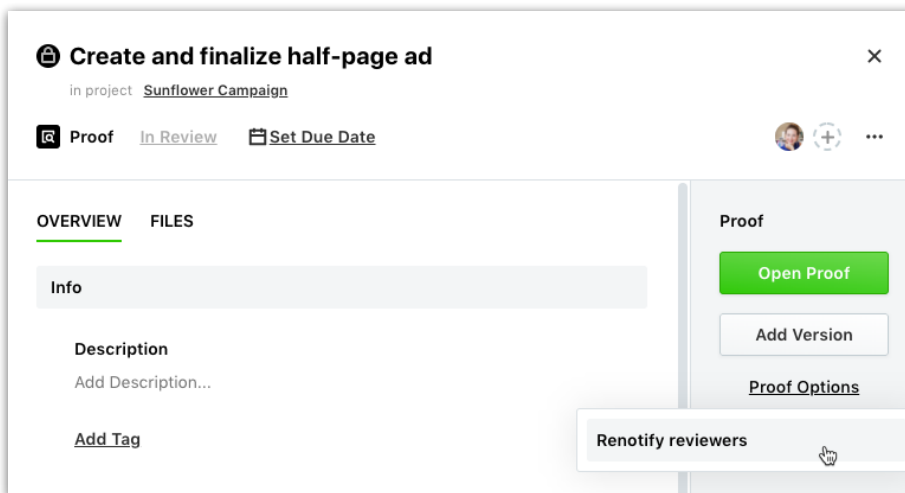 Create and finalize half-page ad
in project Sunflower Campaign
Proof In Review Set Due Date
OVERVIEW FILES
Info
Description
Add Description...
Add Tag
Proof
Open Proof
Add Version
Proof Options
Renotify reviewers